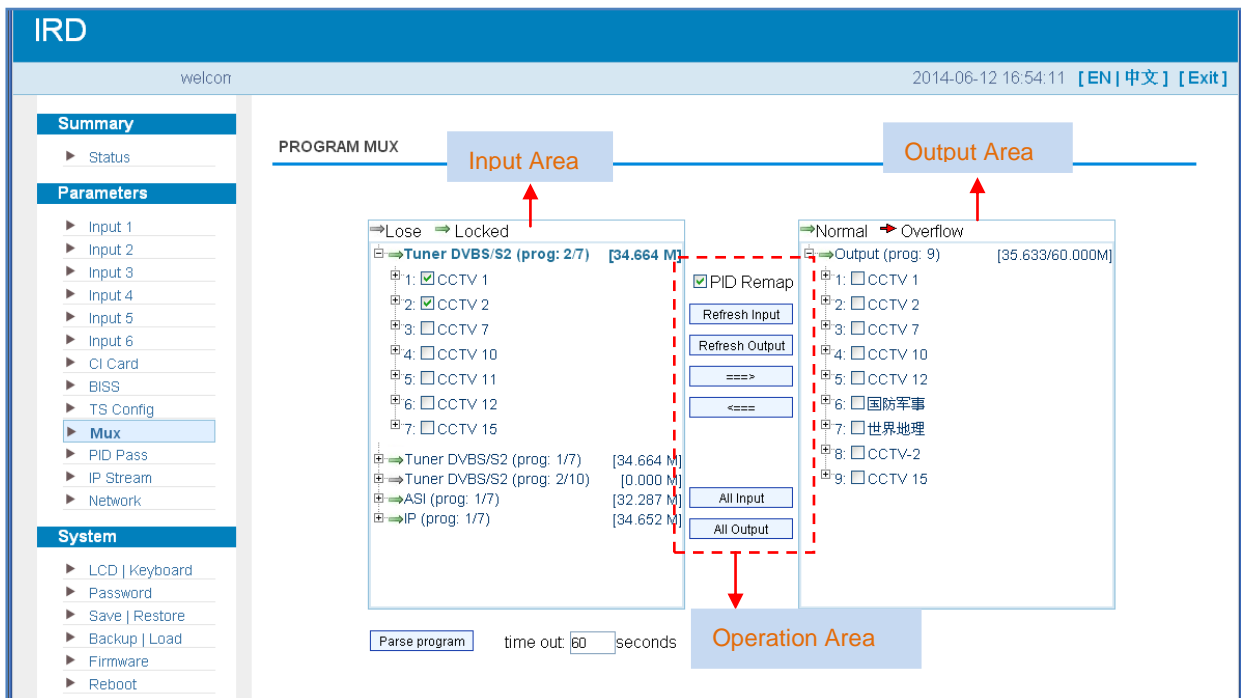 IRD
welcom
2014-06-12 16:54:11 [ EN | 中文 ] [ Exit ]
Summary
Status
Parameters
Input 1
Input 2
Input 3
Input 4
Input 5
Input 6
CI Card
BISS
TS Config
Mux
PID Pass
IP Stream
Network
System
LCD | Keyboard
Password
Save | Restore
Backup | Load
Firmware
Reboot
PROGRAM MUX
Input Area
Output Area
Lose Locked
Tuner DVBS/S2 (prog: 2/7) [34.664 M]
1: CCTV 1
2: CCTV 2
3: CCTV 7
4: CCTV 10
5: CCTV 11
6: CCTV 12
7: CCTV 15
Tuner DVBS/S2 (prog: 1/7) [34.664 M]
Tuner DVBS/S2 (prog: 2/10) [0.000 M]
ASI (prog: 1/7) [32.287 M]
IP (prog: 1/7) [34.652 M]
PID Remap
Refresh Input
Refresh Output
===>
<===
All Input
All Output
Normal Overflow
Output (prog: 9) [35.633/60.000M]
1: CCTV 1
2: CCTV 2
3: CCTV 7
4: CCTV 10
5: CCTV 12
6: 国防军事
7: 世界地理
8: CCTV-2
9: CCTV 15
Parse program time out: 60 seconds
Operation Area